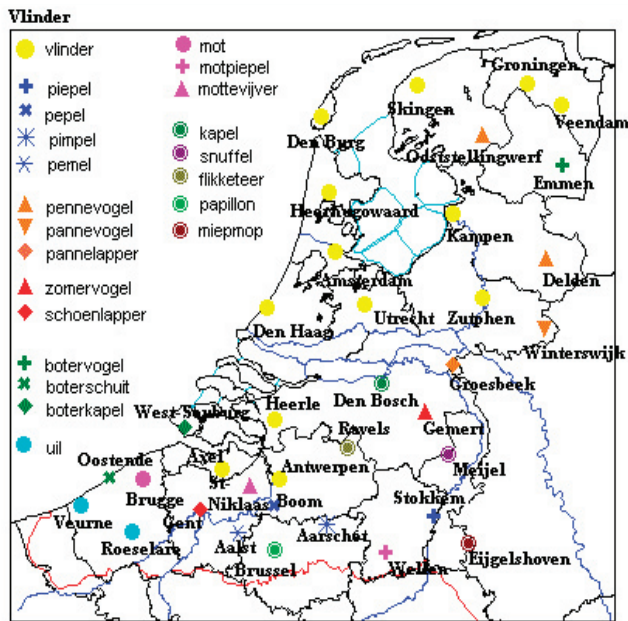 Vlinder
vlinder
piepel
pepel
pimpel
pemel
pennevogel
pannevogel
pannelapper
zomervogel
schoenlapper
botervogel
boterschuit
boterkapel
uil
mot
motpiepel
mottevijver
kapel
snuffel
flikketeer
papillon
miepmop
Groningen
Skingen
Veendam
Den Burg
Ooststellingwerf
Emmen
Heerhugowaard
Kampen
Amsterdam
Delden
Den Haag
Utrecht
Zutphen
Winterswijk
Groesbeek
Den Bosch
Heerle
West-Souburg
Ravels
Gemert
Oostende
Axel
St.
Antwerpen
Meijel
Brugge
Niklaas
Boom
Stokkem
Veurne
Gent
Roeselare
Aalst
Aarschot
Brussel
Wellen
Eijgelshoven